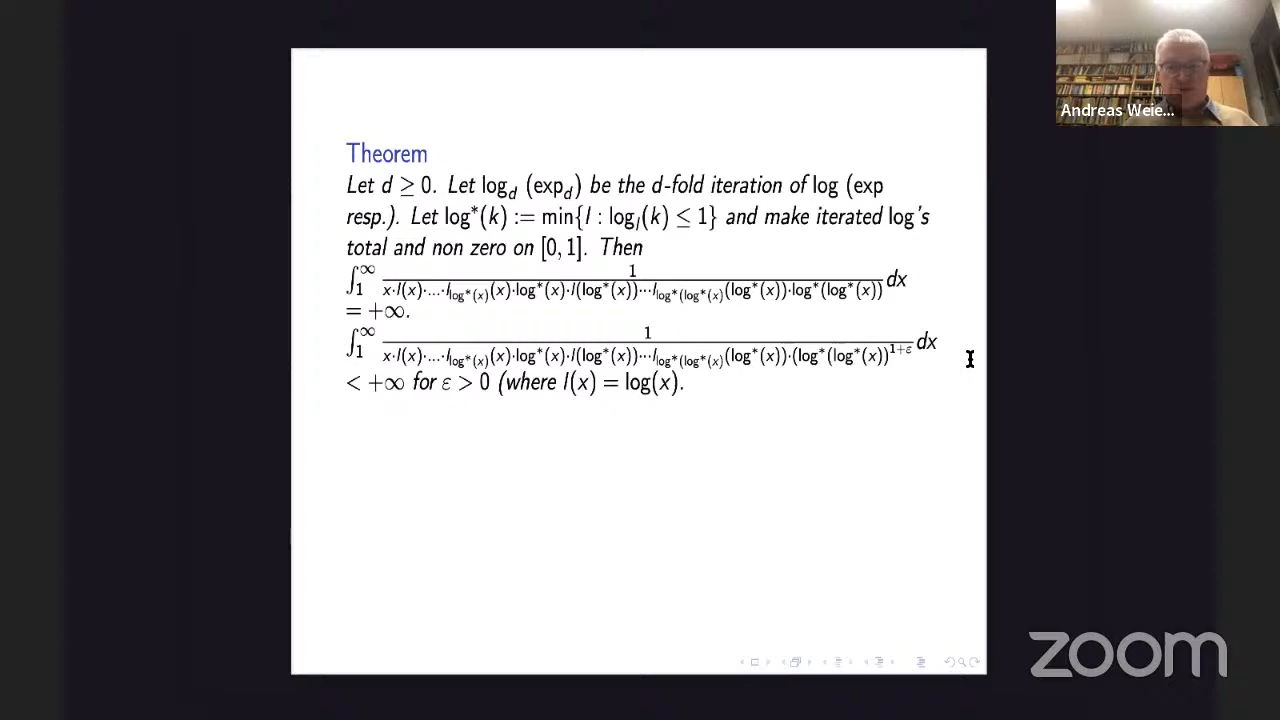 Andreas Weie...
Theorem
Let d ≥ 0. Let log_d (exp_d) be the d-fold iteration of log (exp
resp.). Let log*(k) := min{l : log_l(k) ≤ 1} and make iterated log's
total and non zero on [0, 1]. Then
∫_1^∞ 1/(x·l(x)·...·l_{log*(x)}(x)·log*(x)·l(log*(x))···l_{log*(log*(x)}(log*(x))·log*(log*(x))) dx
= +∞.
∫_1^∞ 1/(x·l(x)·...·l_{log*(x)}(x)·log*(x)·l(log*(x))···l_{log*(log*(x)}(log*(x))·(log*(log*(x))^{1+ε}) dx
< +∞ for ε > 0 (where l(x) = log(x).
zoom